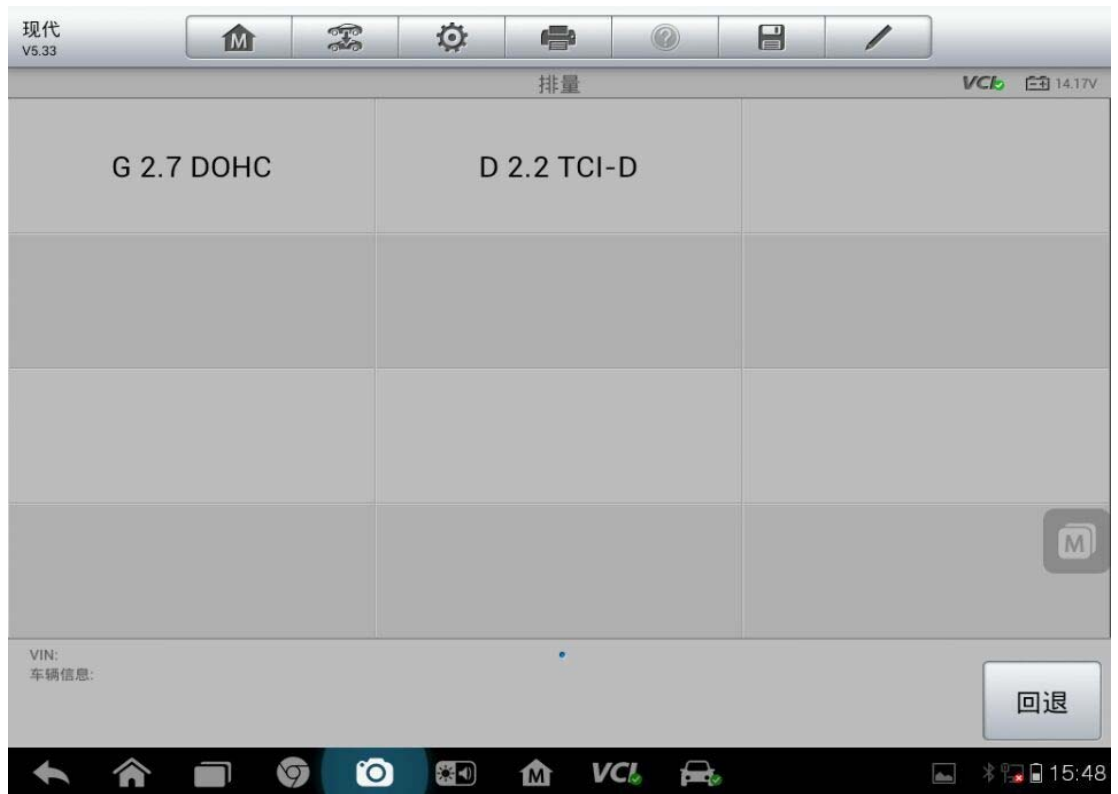 现代
V5.33
M
排量
VCI
14.17V
G 2.7 DOHC
D 2.2 TCI-D
M
VIN:
车辆信息:
回退
M
VCI
15:48